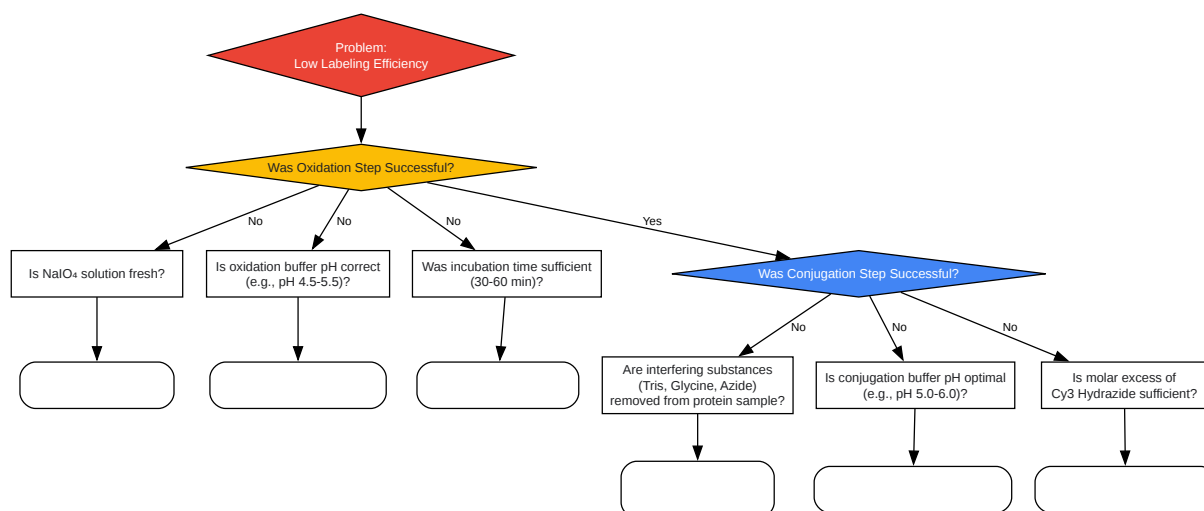 Problem:
Low Labeling Efficiency
Was Oxidation Step Successful?
No
No
No
Yes
Is NaIO₄ solution fresh?
Is oxidation buffer pH correct
(e.g., pH 4.5-5.5)?
Was incubation time sufficient
(30-60 min)?
Was Conjugation Step Successful?
No
No
No
Are interfering substances
(Tris, Glycine, Azide)
removed from protein sample?
Is conjugation buffer pH optimal
(e.g., pH 5.0-6.0)?
Is molar excess of
Cy3 Hydrazide sufficient?